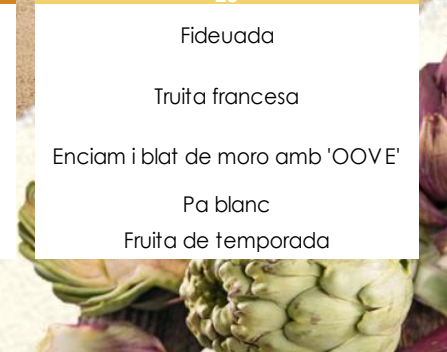 Fideuada
Truita francesa
Enciam i blat de moro amb 'OOVE'
Pa blanc
Fruita de temporada